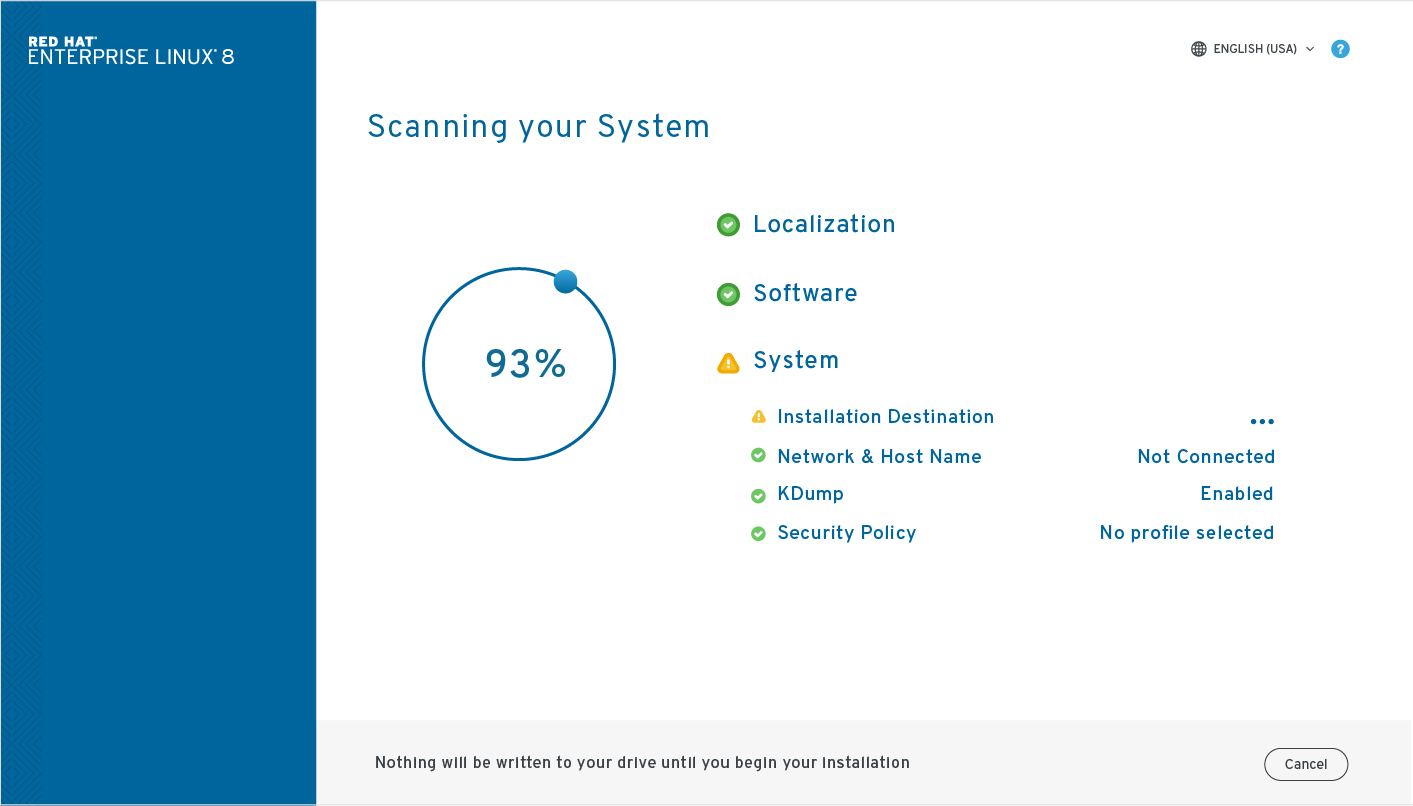 RED HAT®
ENTERPRISE LINUX® 8
ENGLISH (USA)
?
Scanning your System
Localization
Software
93%
System
Installation Destination ...
Network & Host Name Not Connected
KDump Enabled
Security Policy No profile selected
Nothing will be written to your drive until you begin your installation
Cancel